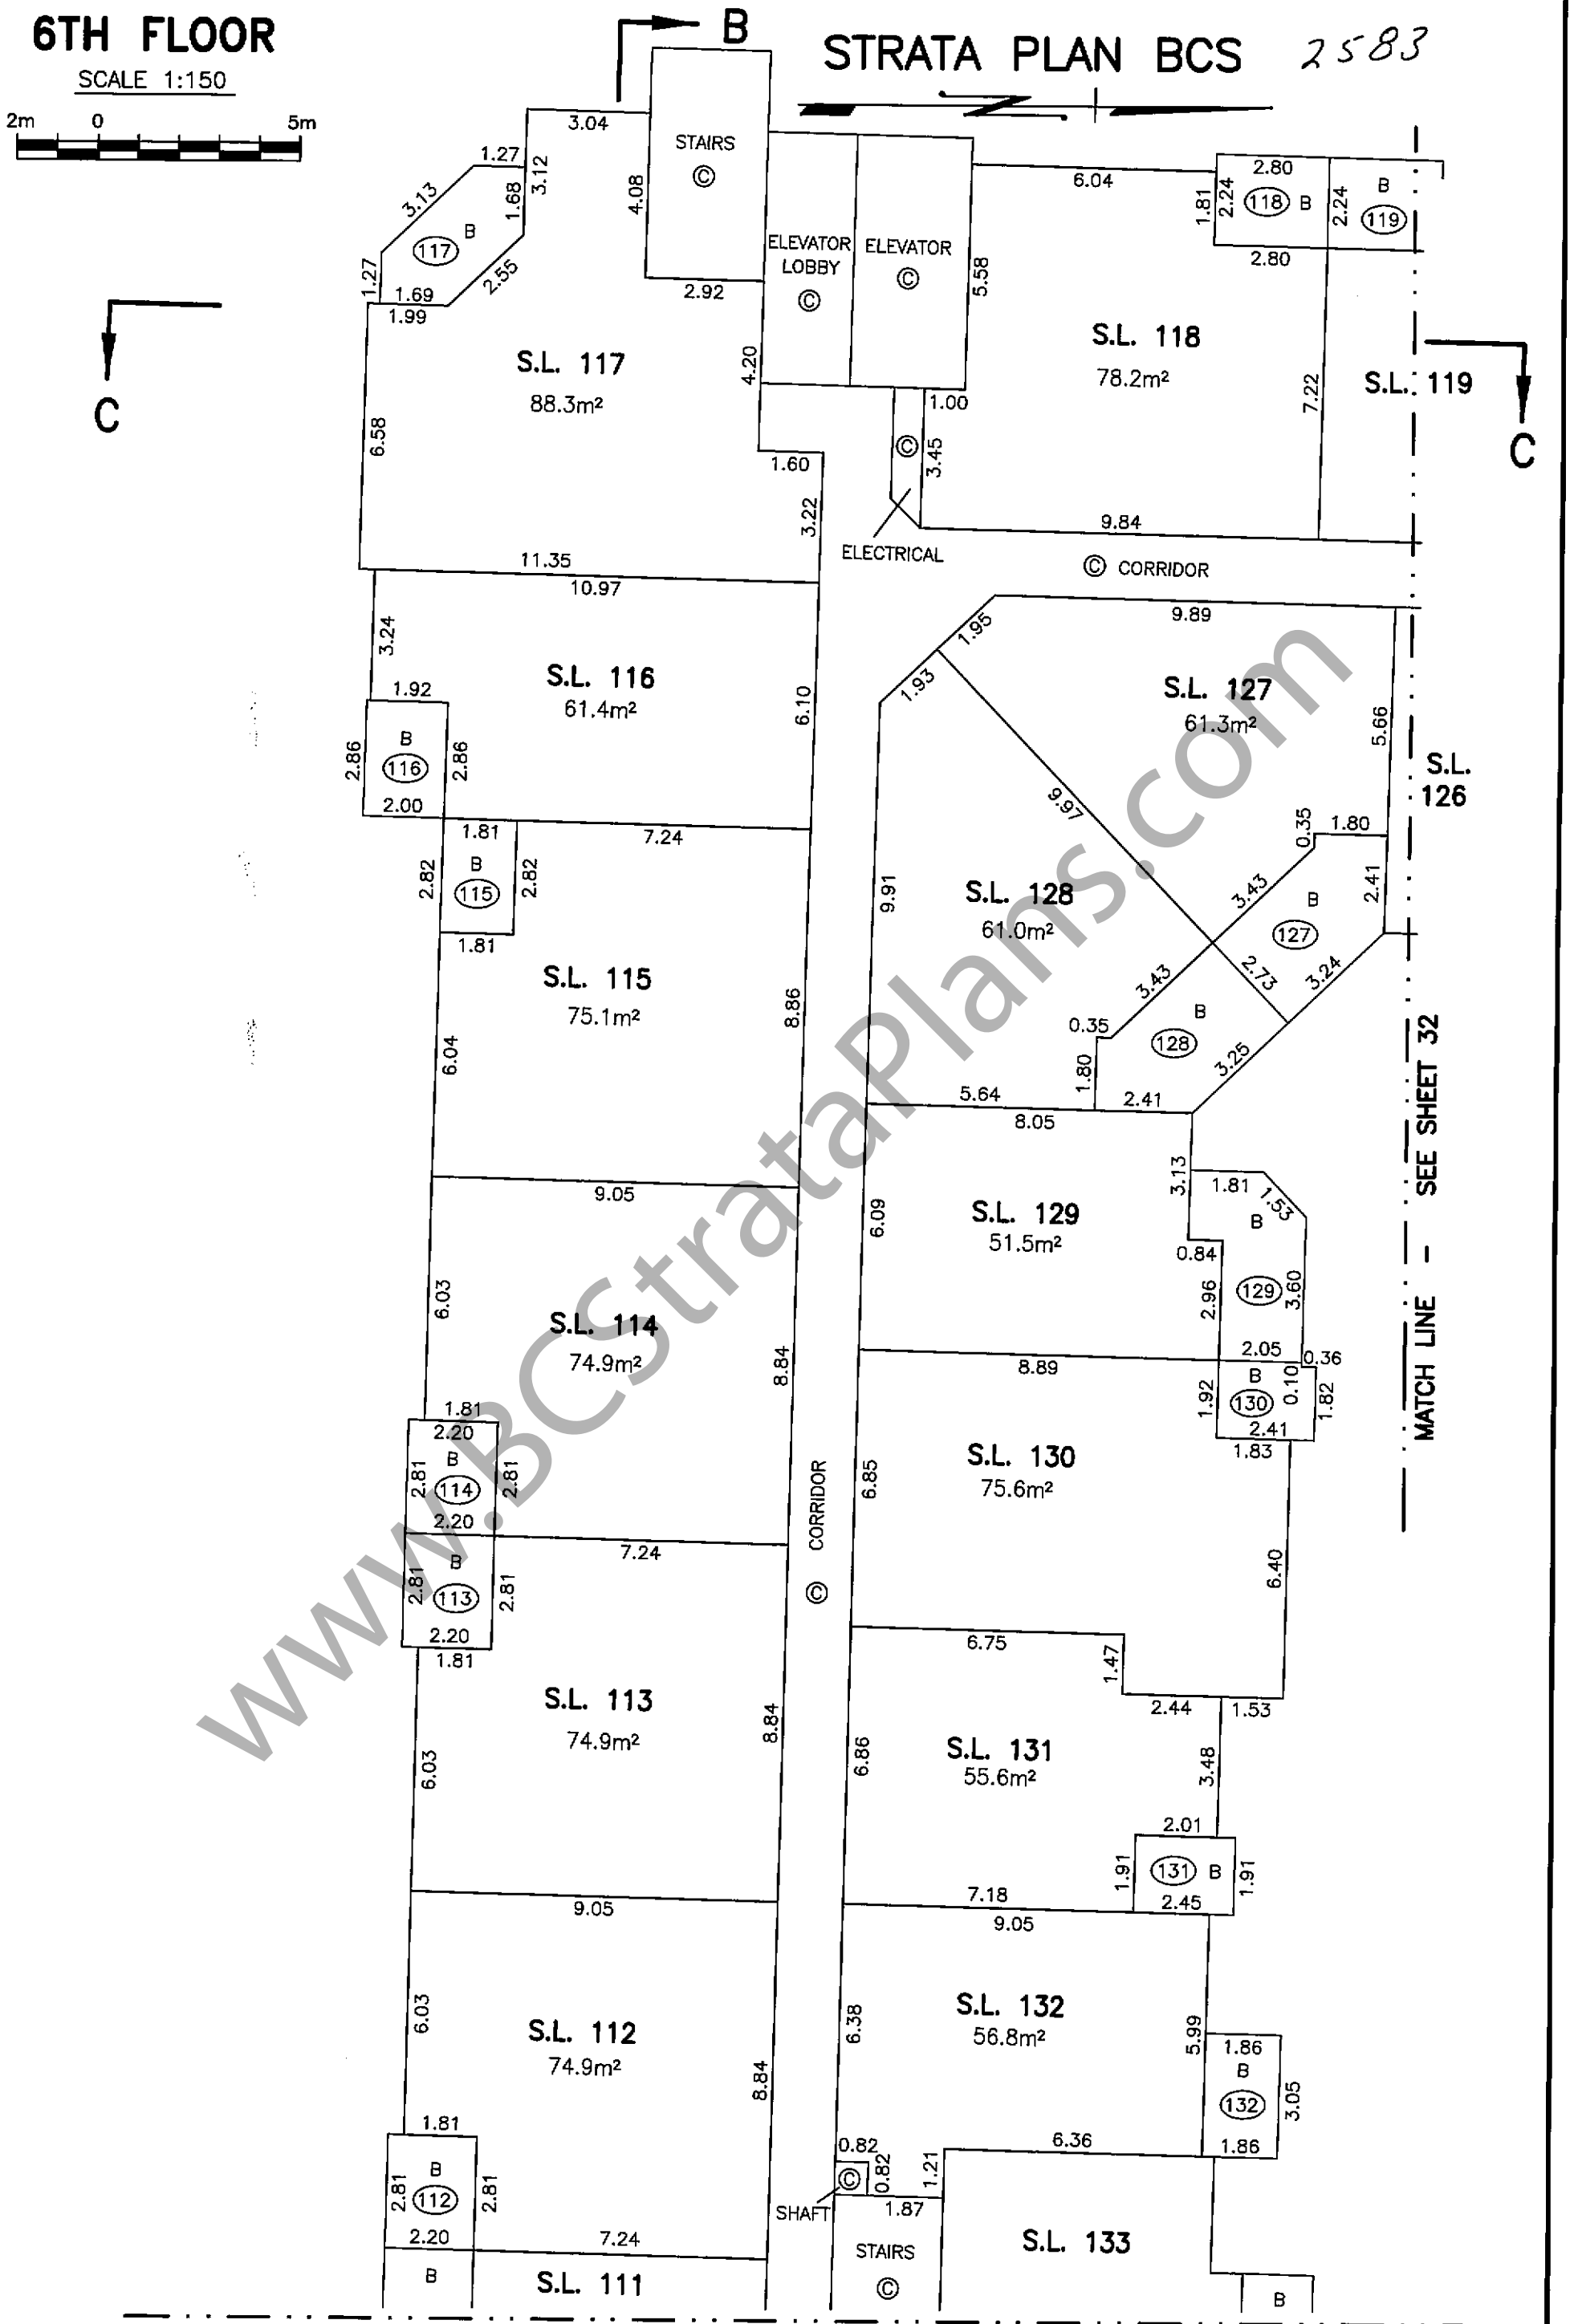 6TH FLOOR
SCALE 1:150
2m 0 5m
B
STRATA PLAN BCS 2583
3.04
STAIRS
©
1.27
3.12
1.68
3.13
4.08
B
117
2.55
1.27
1.69
1.99
2.92
ELEVATOR LOBBY
©
ELEVATOR
©
5.58
6.04
2.80
1.81
2.24
118 B
2.24
B
119
2.80
C
S.L. 117
88.3m²
4.20
6.58
1.60
3.22
1.00
©
3.45
ELECTRICAL
S.L. 118
78.2m²
7.22
S.L. 119
C
9.84
© CORRIDOR
11.35
10.97
3.24
S.L. 116
61.4m²
1.92
6.10
B
116
2.86
2.86
2.00
1.81
7.24
B
115
2.82
2.82
1.81
S.L. 115
75.1m²
8.86
6.04
9.05
1.95
9.89
1.93
S.L. 127
61.3m²
5.66
S.L.
126
9.97
0.35
1.80
9.91
S.L. 128
61.0m²
3.43
B
127
2.41
3.43
2.73
3.24
0.35
B
128
1.80
3.25
5.64
2.41
8.05
MATCH LINE - SEE SHEET 32
3.13
1.81
1.53
B
6.09
S.L. 129
51.5m²
0.84
2.96
129
3.60
8.89
2.05
0.36
B
130
0.10
1.92
1.82
2.41
1.83
6.03
S.L. 114
74.9m²
8.84
1.81
2.20
B
114
2.81
2.81
2.20
7.24
B
113
2.81
2.81
2.20
1.81
© CORRIDOR
6.85
S.L. 130
75.6m²
6.40
6.75
1.47
2.44
1.53
S.L. 113
74.9m²
8.84
6.03
9.05
6.86
S.L. 131
55.6m²
3.48
2.01
1.91
131 B
1.91
7.18
2.45
9.05
S.L. 112
74.9m²
6.03
8.84
1.81
B
112
2.81
2.81
2.20
7.24
B
S.L. 111
6.38
S.L. 132
56.8m²
5.99
1.86
B
132
3.05
1.86
0.82
©
0.82
SHAFT
1.21
6.36
1.87
STAIRS
©
S.L. 133
B
www.BCStrataPlans.com